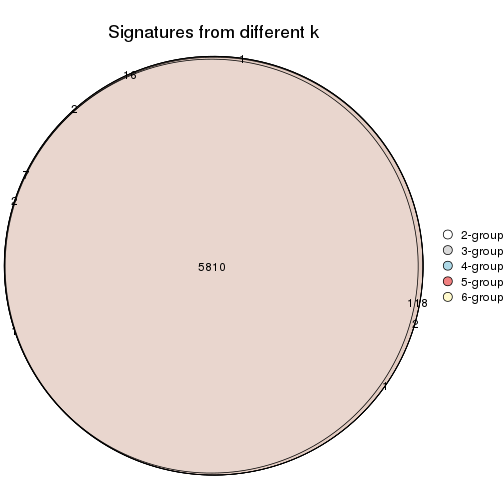 Signatures from different k
1
16
2
7
2
5810
118
2
1
1
2-group
3-group
4-group
5-group
6-group